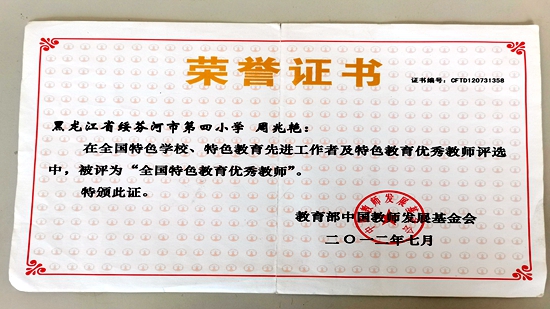 荣誉证书
证书编号：CFTD120731358
黑龙江省绥芬河市第四小学 周兆艳：
在全国特色学校、特色教育先进工作者及特色教育优秀教师评选
中，被评为“全国特色教育优秀教师”。
特颁此证。
教育部中国教师发展基金会
二〇一二年七月